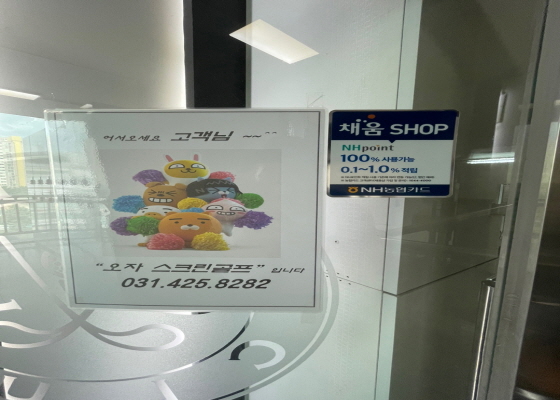 어서오세요 고객님 ~~^^
"오자 스크린골프" 입니다
031.425.8282
채움 SHOP
NHpoint
100% 사용가능
0.1~1.0% 적립
NH농협카드